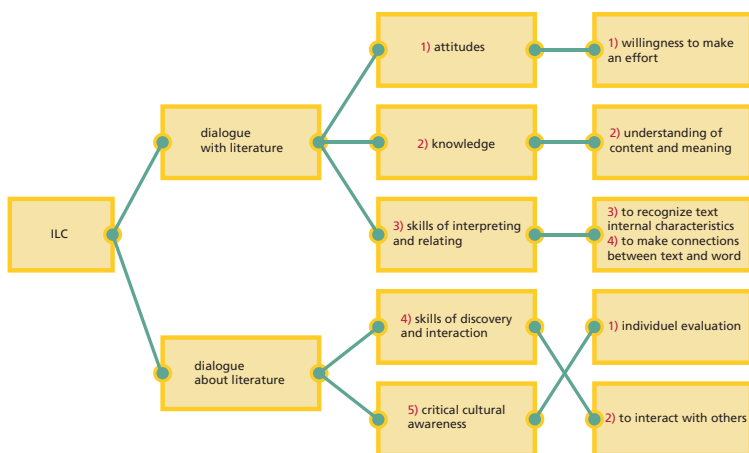 ILC
dialogue
with literature
dialogue
about literature
1) attitudes
2) knowledge
3) skills of interpreting
and relating
4) skills of discovery
and interaction
5) critical cultural
awareness
1) willingness to make
an effort
2) understanding of
content and meaning
3) to recognize text
internal characteristics
4) to make connections
between text and word
1) individuel evaluation
2) to interact with others